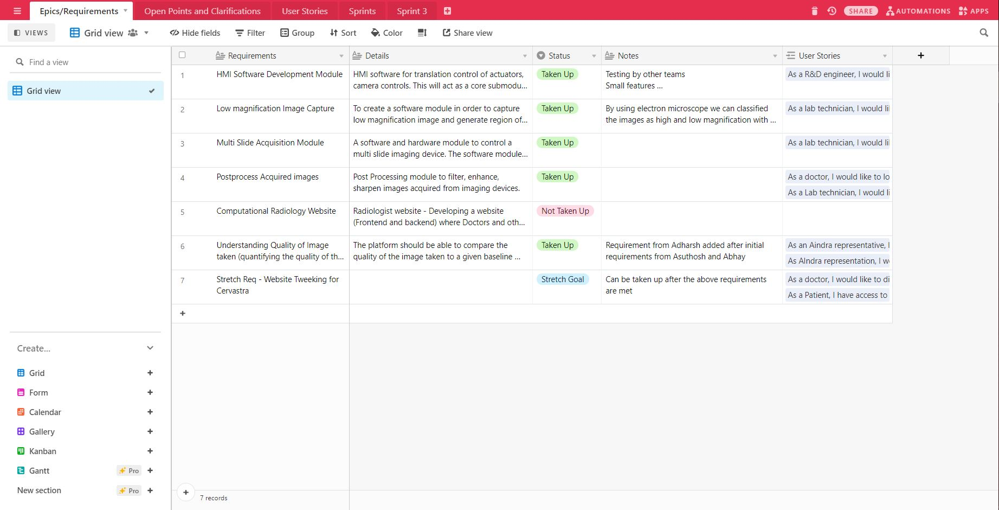 Epics/Requirements
Open Points and Clarifications
User Stories
Sprints
Sprint 3
SHARE
AUTOMATIONS
APPS
VIEWS
Grid view
Hide fields
Filter
Group
Sort
Color
Share view
Find a view
Grid view
Requirements
Details
Status
Notes
User Stories
1
HMI Software Development Module
HMI software for translation control of actuators,
camera controls. This will act as a core submodu...
Taken Up
Testing by other teams
Small features ...
As a R&D engineer, I would li
2
Low magnification Image Capture
To create a software module in order to capture
low magnification image and generate region of...
Taken Up
By using electron microscope we can classified
the images as high and low magnification with ...
As a lab technician, I would li
3
Multi Slide Acquisition Module
A software and hardware module to control a
multi slide imaging device. The software module...
Taken Up
As a lab technician, I would li
4
Postprocess Acquired images
Post Processing module to filter, enhance,
sharpen images acquired from imaging devices.
Taken Up
As a doctor, I would like to lo
As a Lab technician, I would li
5
Computational Radiology Website
Radiologist website - Developing a website
(Frontend and backend) where Doctors and oth...
Not Taken Up
6
Understanding Quality of Image
taken (quantifying the quality of th...
The platform should be able to compare the
quality of the image taken to a given baseline ...
Taken Up
Requirement from Adharsh added after initial
requirements from Asuthosh and Abhay
As an Aindra representative, I
As AIndra representation, I w
7
Stretch Req - Website Tweeking for
Cervastra
Stretch Goal
Can be taken up after the above requirements
are met
As a doctor, I would like to di
As a Patient, I have access to
Create...
Grid
Form
Calendar
Gallery
Kanban
Gantt
Pro
New section
Pro
7 records